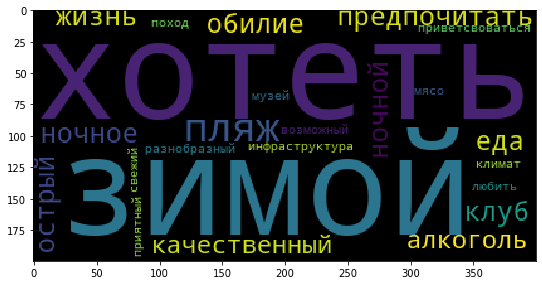 0
25
50
75
100
125
150
175
жизнь
поход
обилие
предпочитать
приветсвоваться
хотеть
музей
мясо
ночной
ночное
пляж
возможный
еда
разнообразный
инфраструктура
климат
зимой
острый
приятный свежий
любить
клуб
качественный
алкоголь
0 50 100 150 200 250 300 350